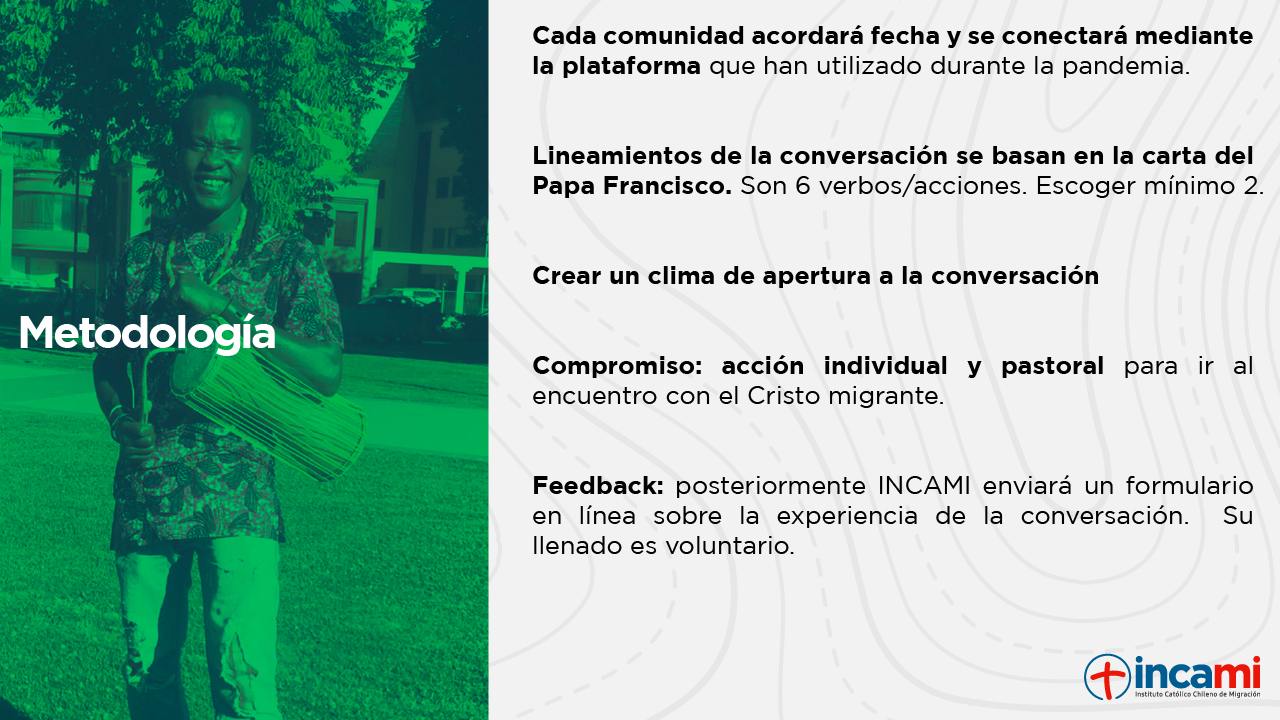 Metodología
Cada comunidad acordará fecha y se conectará mediante
la plataforma que han utilizado durante la pandemia.
Lineamientos de la conversación se basan en la carta del
Papa Francisco. Son 6 verbos/acciones. Escoger mínimo 2.
Crear un clima de apertura a la conversación
Compromiso: acción individual y pastoral para ir al
encuentro con el Cristo migrante.
Feedback: posteriormente INCAMI enviará un formulario
en línea sobre la experiencia de la conversación. Su
llenado es voluntario.
incami
Instituto Católico Chileno de Migración